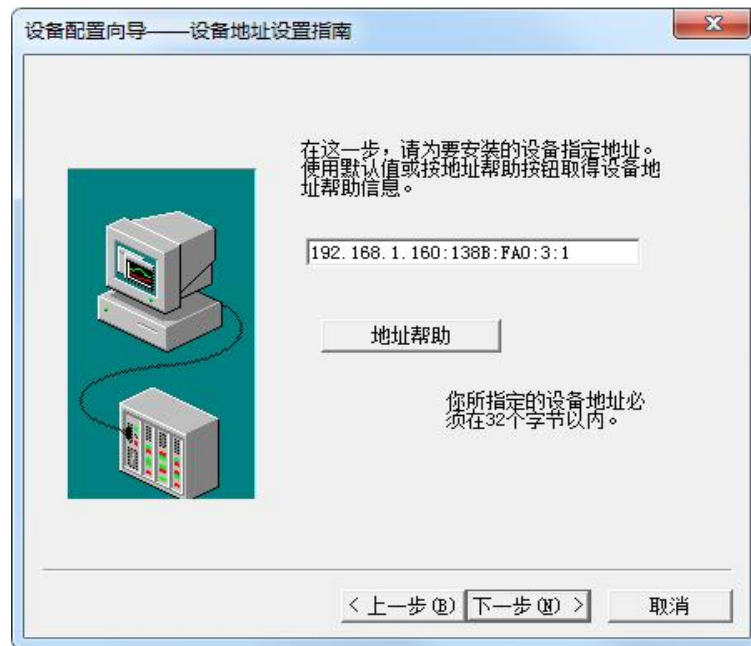 设备配置向导——设备地址设置指南
在这一步，请为要安装的设备指定地址。
使用默认值或按地址帮助按钮取得设备地
址帮助信息。
192.168.1.160:138B:FA0:3:1
地址帮助
你所指定的设备地址必
须在32个字节以内。
<上一步(B) 下一步(N)> 取消